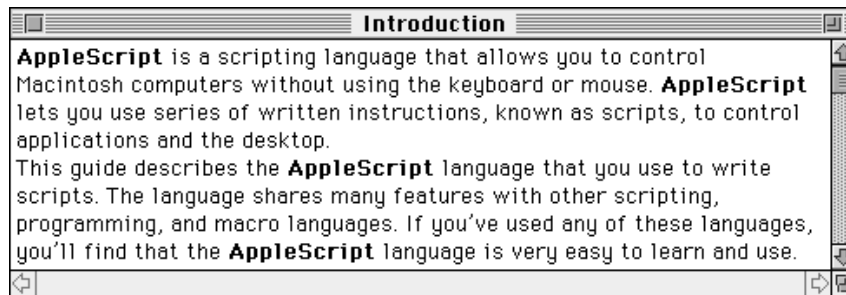 Introduction
AppleScript is a scripting language that allows you to control
Macintosh computers without using the keyboard or mouse. AppleScript
lets you use series of written instructions, known as scripts, to control
applications and the desktop.
This guide describes the AppleScript language that you use to write
scripts. The language shares many features with other scripting,
programming, and macro languages. If you've used any of these languages,
you'll find that the AppleScript language is very easy to learn and use.